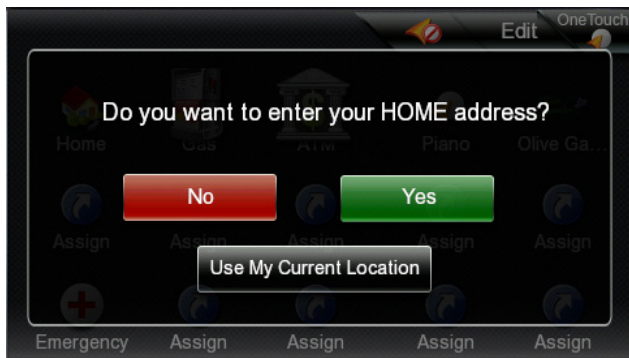 Edit
OneTouch
Do you want to enter your HOME address?
Home Gas ATM Piano Olive Ga...
No Yes
Assign Assign Assign Assign Assign
Use My Current Location
Emergency Assign Assign Assign Assign